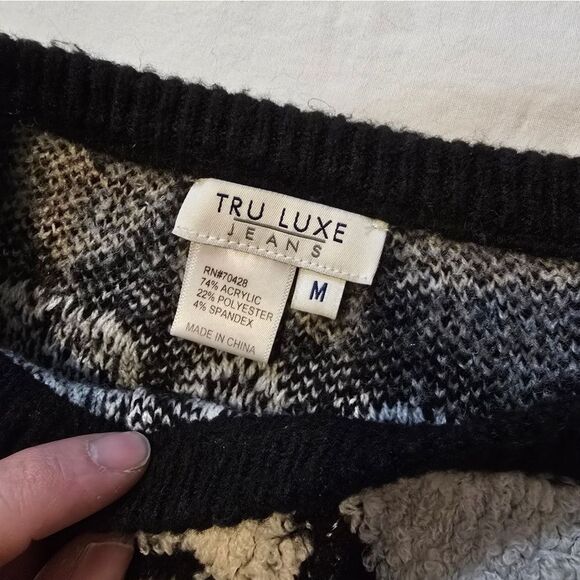 TRU LUXE
JEANS
M
RN#70428
74% ACRYLIC
22% POLYESTER
4% SPANDEX
MADE IN CHINA